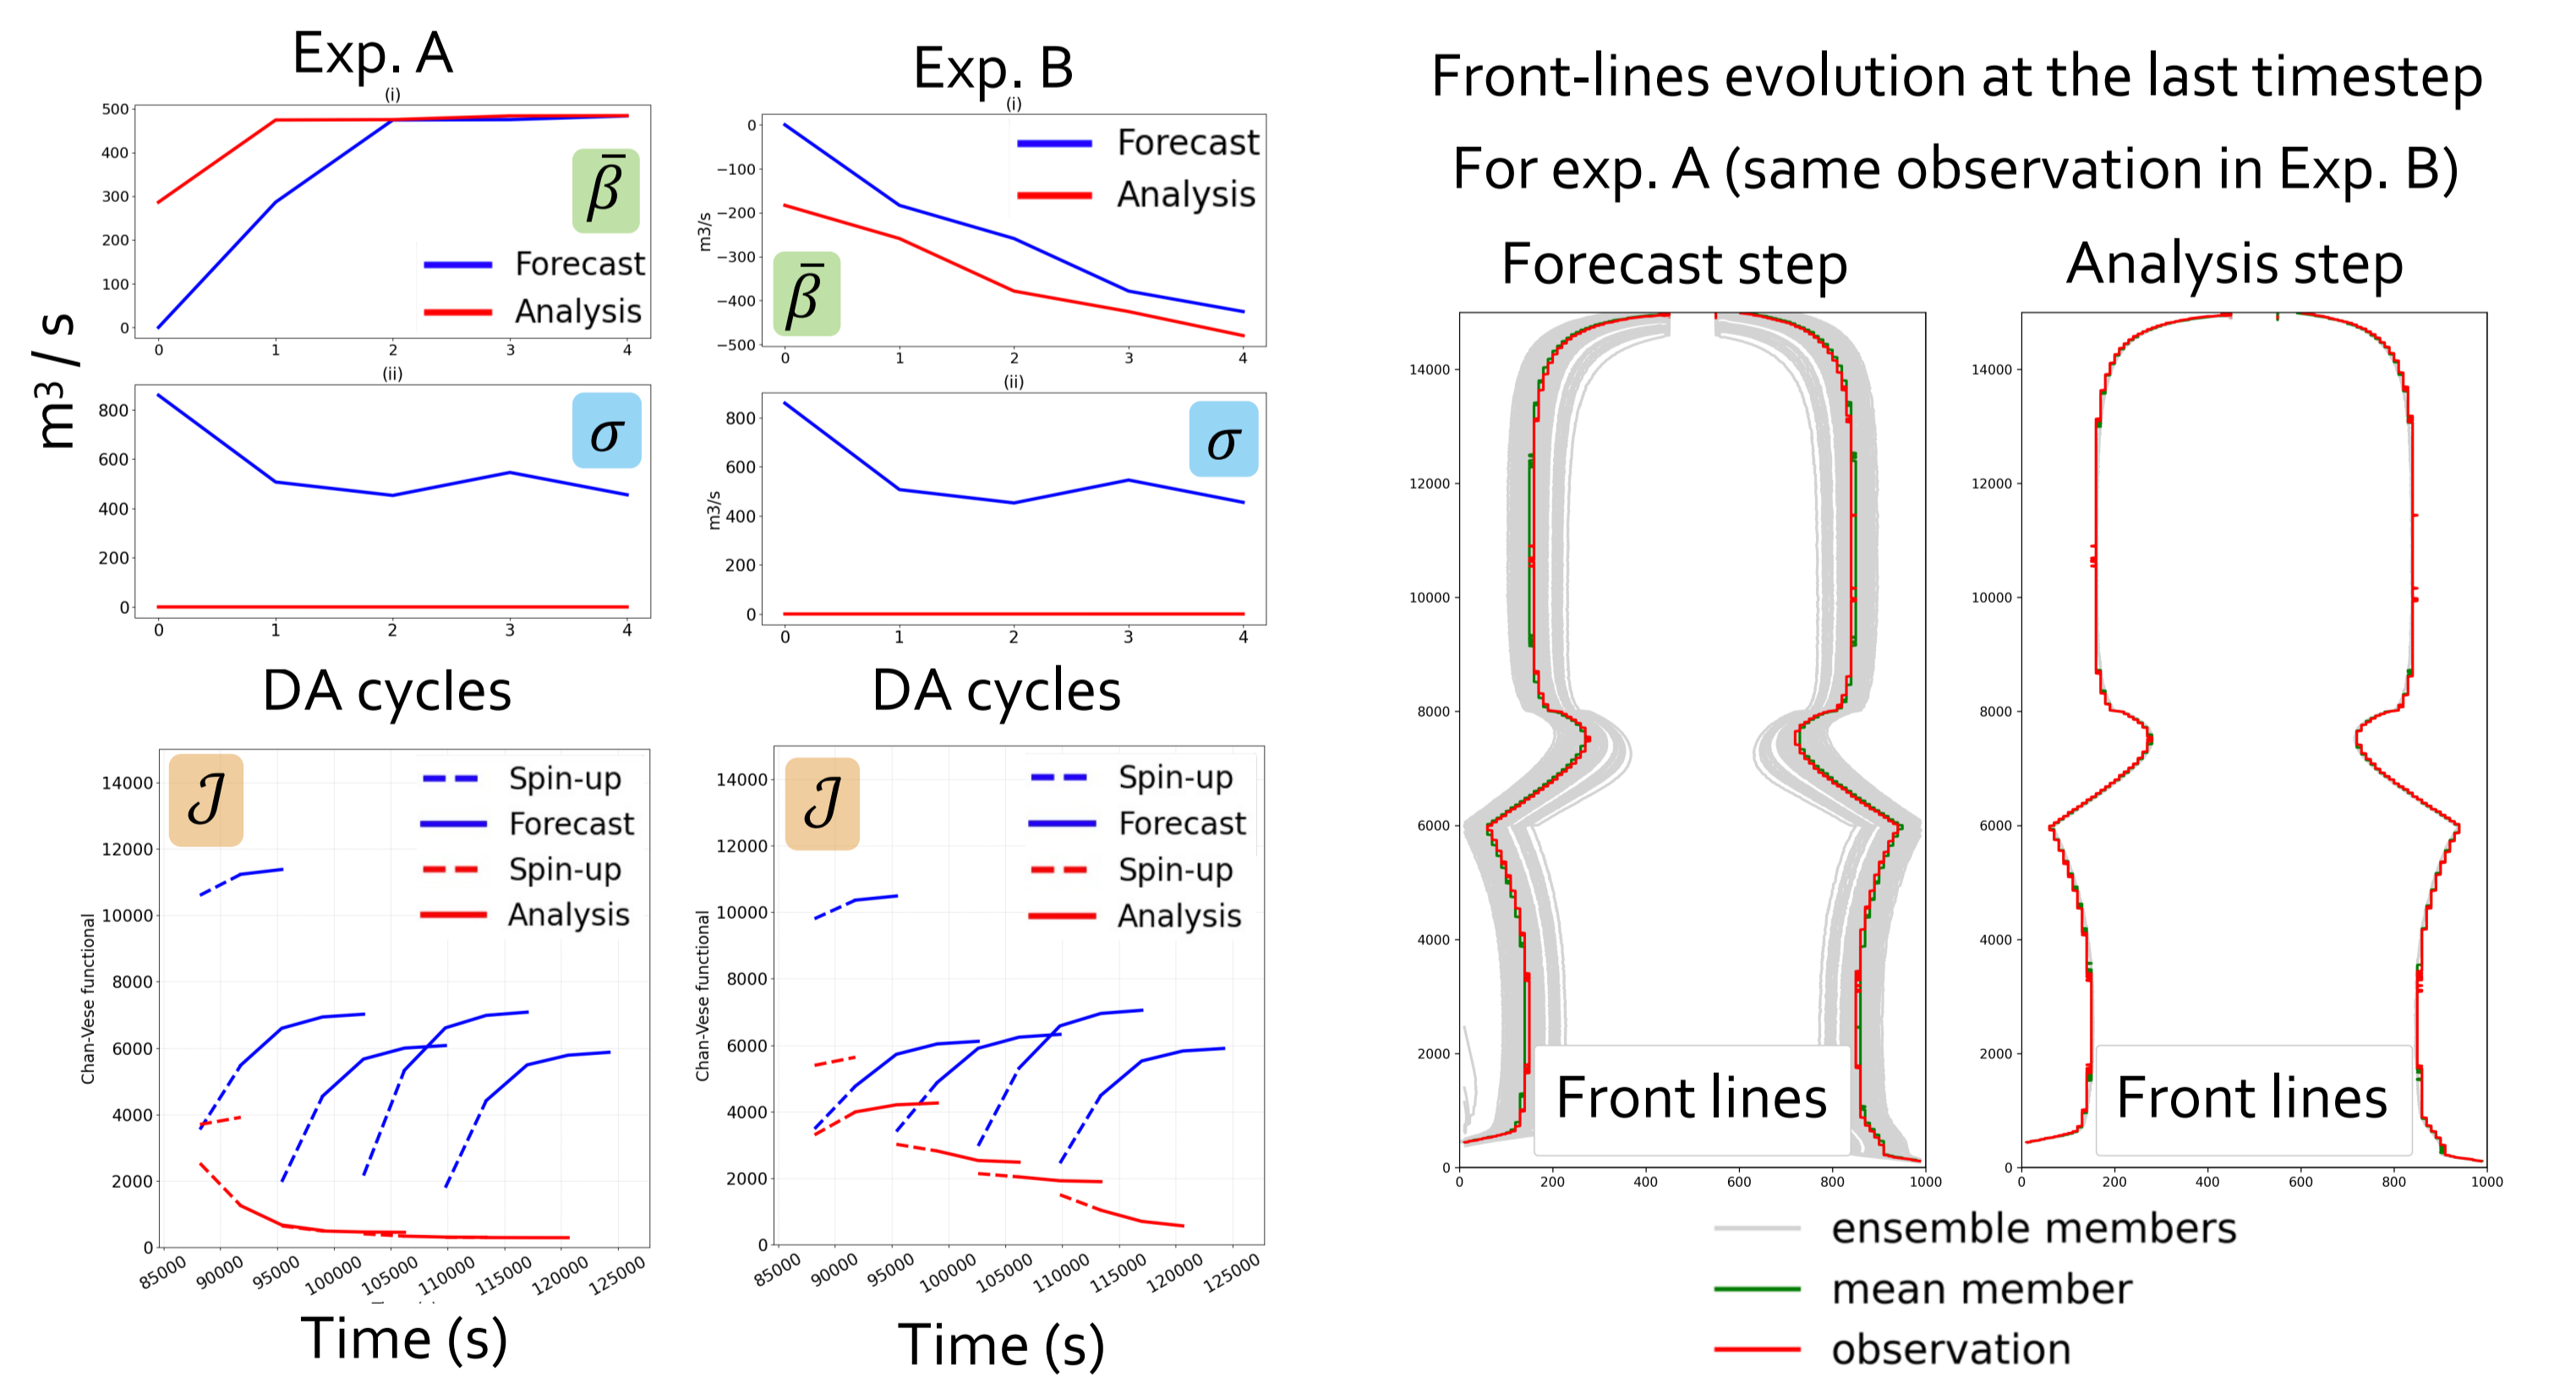 Exp. A
(i)
500
400
300
200
100
0
β̄
Forecast
Analysis
0 1 2 3 4
(ii)
800
600
400
200
0
σ
0 1 2 3 4
m³ / s
DA cycles
Exp. B
(i)
0
−100
−200
−300
−400
−500
m3/s
Forecast
Analysis
β̄
0 1 2 3 4
(ii)
800
600
400
200
0
m3/s
σ
0 1 2 3 4
DA cycles
14000
12000
10000
8000
6000
4000
2000
0
Chan-Vese functional
𝒥
Spin-up
Forecast
Spin-up
Analysis
85000 90000 95000 100000 105000 110000 115000 120000 125000
Time (s)
14000
12000
10000
8000
6000
4000
2000
0
Chan-Vese functional
𝒥
Spin-up
Forecast
Spin-up
Analysis
85000 90000 95000 100000 105000 110000 115000 120000 125000
Time (s)
Front-lines evolution at the last timestep
For exp. A (same observation in Exp. B)
Forecast step
14000
12000
10000
8000
6000
4000
2000
0
Front lines
0 200 400 600 800 1000
Analysis step
14000
12000
10000
8000
6000
4000
2000
0
Front lines
0 200 400 600 800 1000
ensemble members
mean member
observation